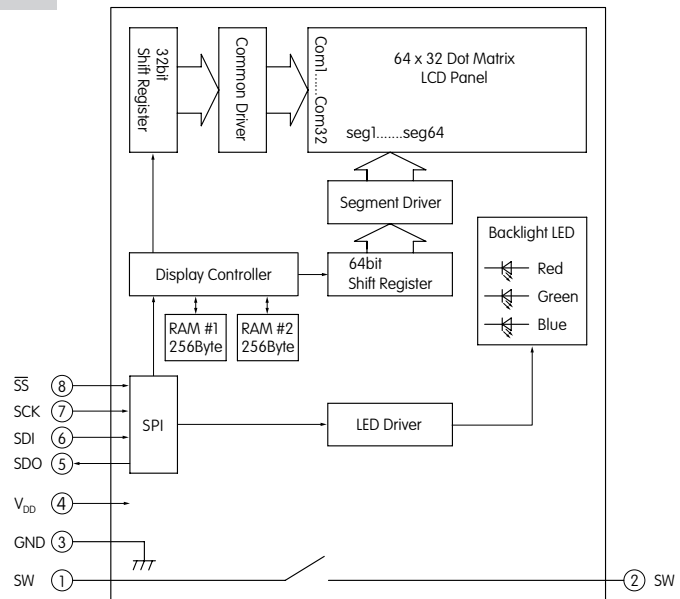 32bit
Shift Register
Common Driver
Com1.....Com32
64 x 32 Dot Matrix
LCD Panel
seg1.......seg64
Segment Driver
Backlight LED
Red
Green
Blue
Display Controller
64bit
Shift Register
RAM #1
256Byte
RAM #2
256Byte
SS 8
SCK 7
SDI 6
SDO 5
SPI
LED Driver
VDD 4
GND 3
SW 1
2 SW